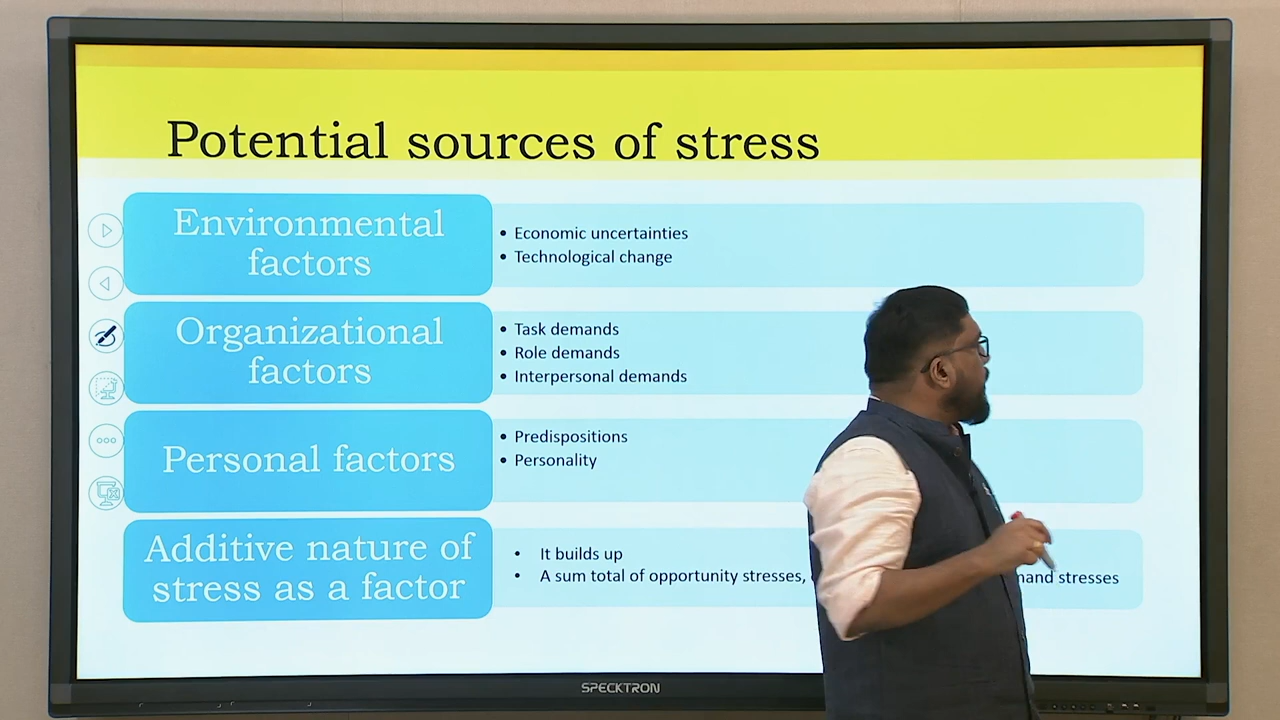 Potential sources of stress
Environmental
factors
• Economic uncertainties
• Technological change
Organizational
factors
• Task demands
• Role demands
• Interpersonal demands
Personal factors
• Predispositions
• Personality
Additive nature of
stress as a factor
• It builds up
• A sum total of opportunity stresses, stresses
SPECKTRON